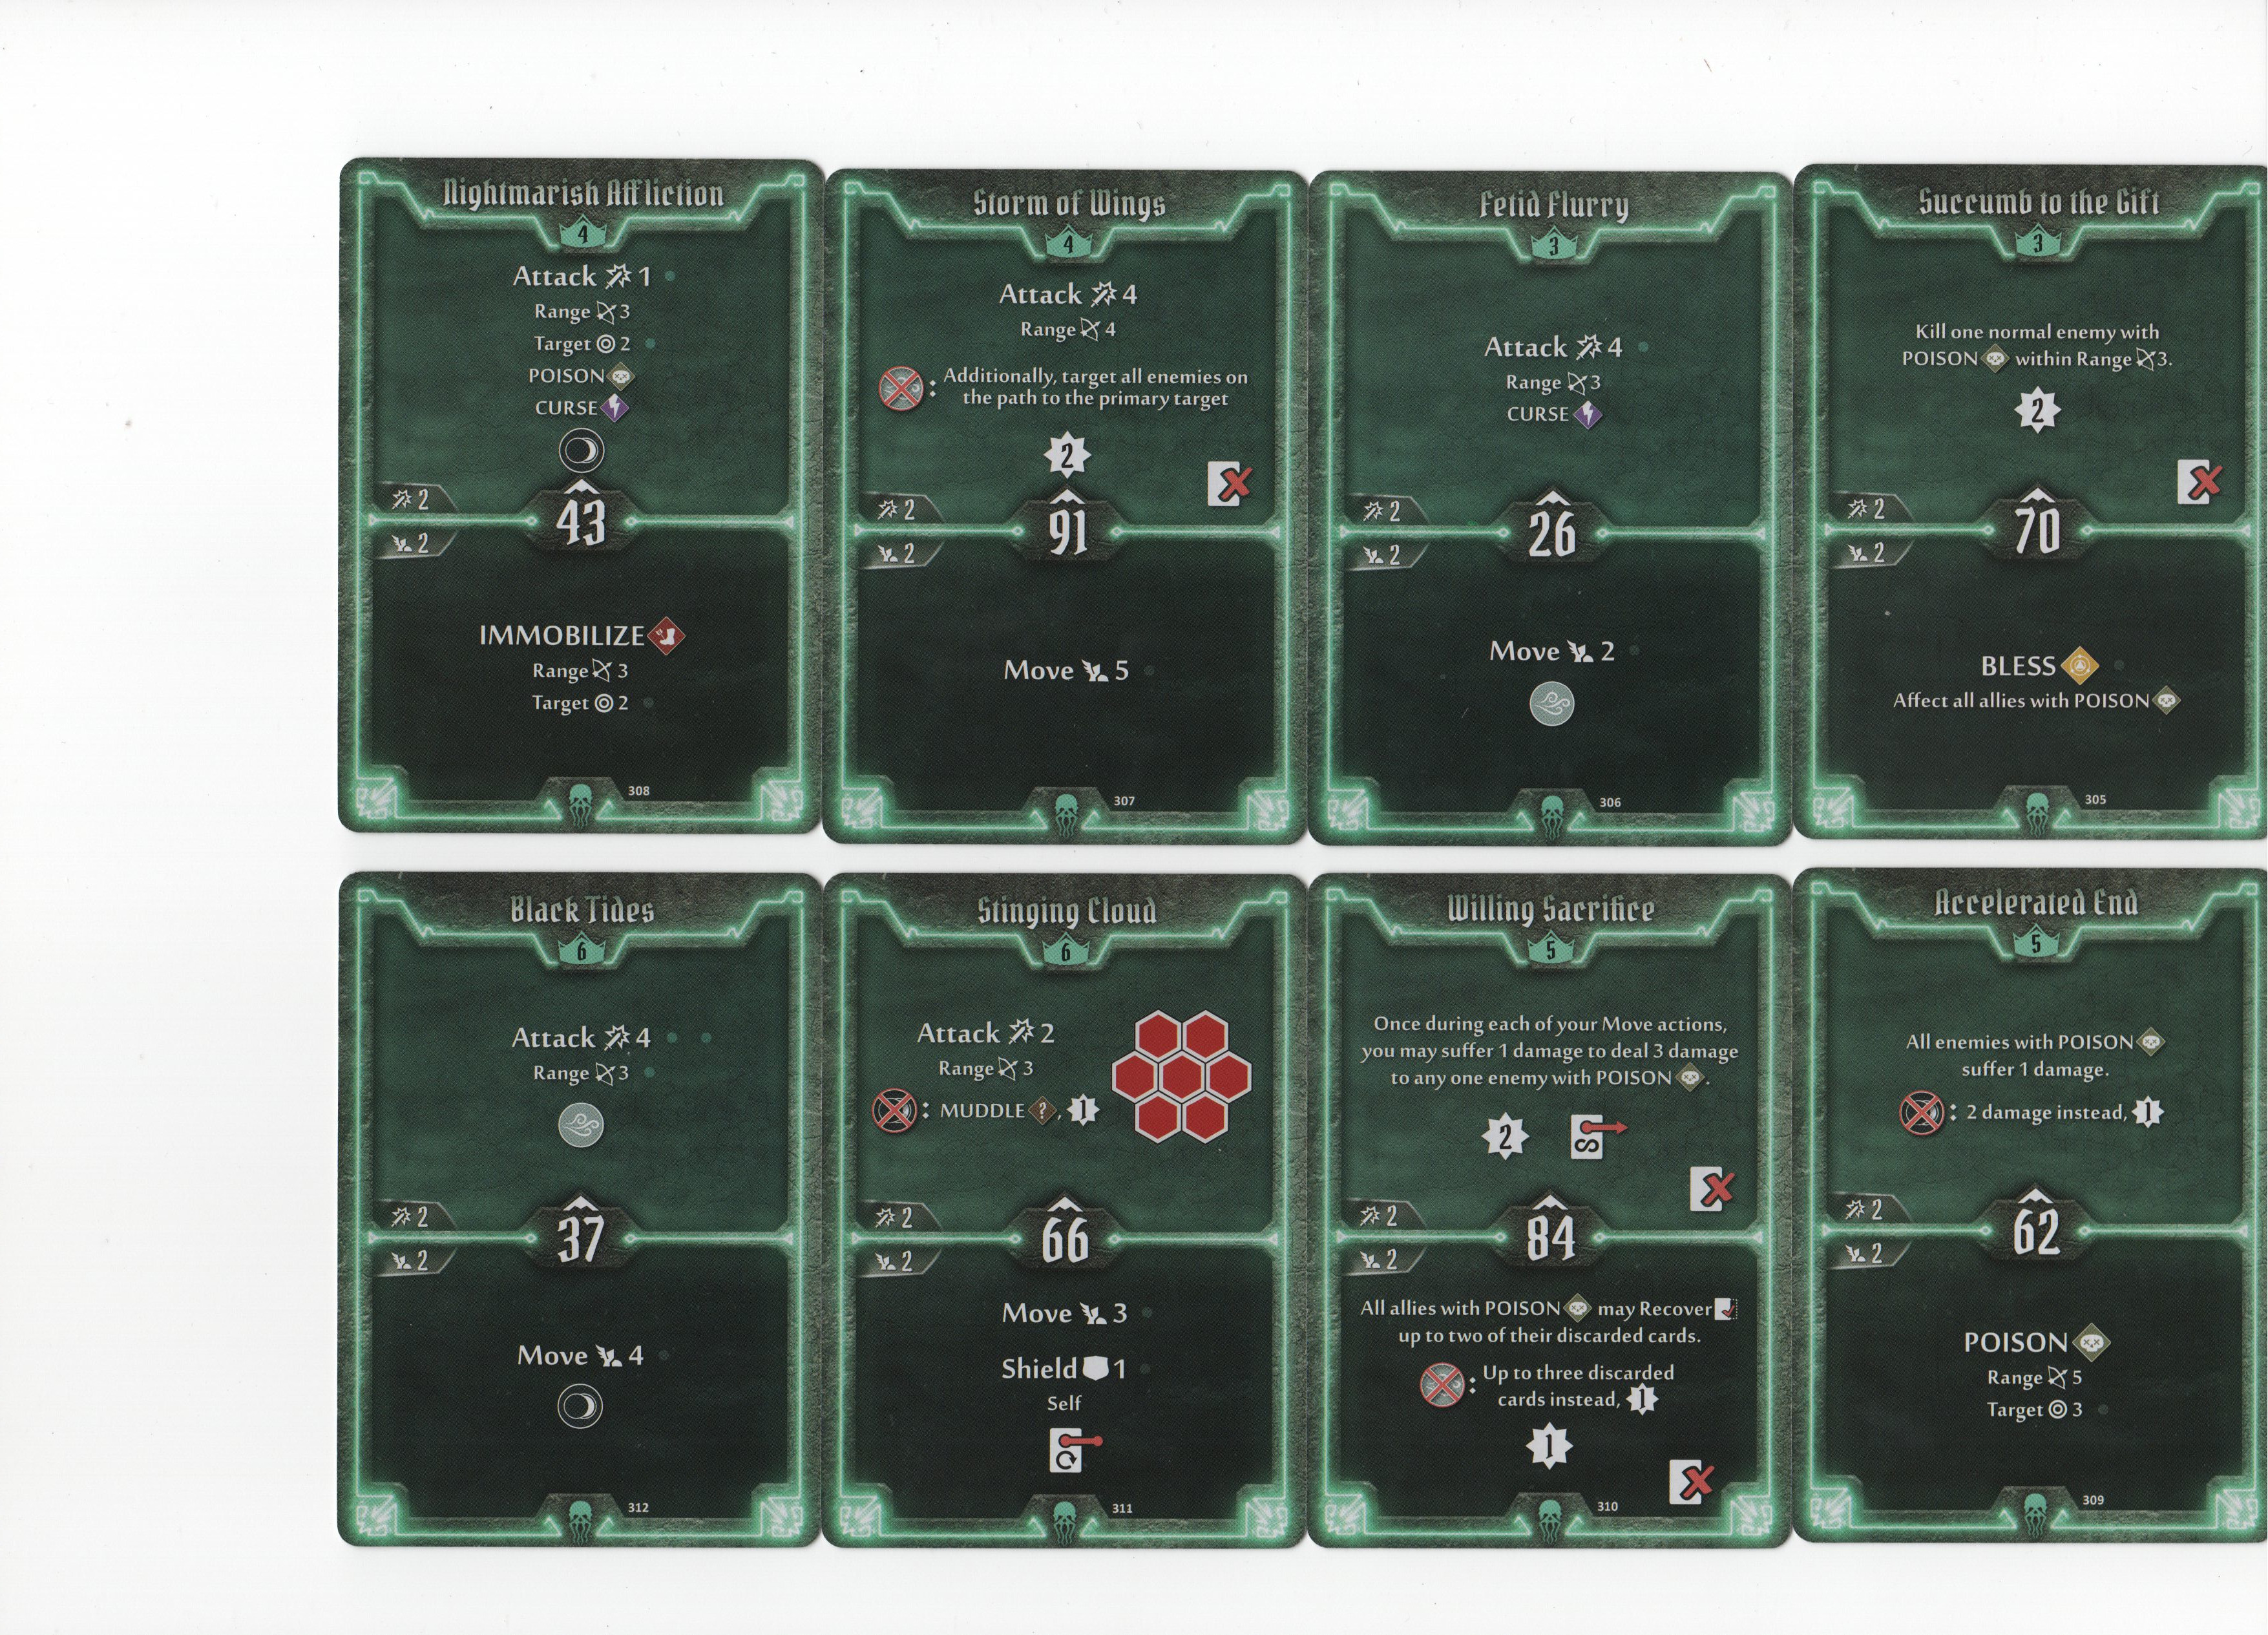 Nightmarish Affliction
4
Attack 1
Range 3
Target 2
POISON
CURSE
2
43
2
IMMOBILIZE
Range 3
Target 2
308
Storm of Wings
4
Attack 4
Range 4
: Additionally, target all enemies on
the path to the primary target
2
2
91
2
Move 5
307
Fetid Flurry
3
Attack 4
Range 3
CURSE
2
26
2
Move 2
306
Succumb to the Gift
3
Kill one normal enemy with
POISON within Range 3.
2
2
70
2
BLESS
Affect all allies with POISON
305
Black Tides
6
Attack 4
Range 3
2
37
2
Move 4
312
Stinging Cloud
6
Attack 2
Range 3
: MUDDLE ?, 1
2
66
2
Move 3
Shield 1
Self
311
Willing Sacrifice
5
Once during each of your Move actions,
you may suffer 1 damage to deal 3 damage
to any one enemy with POISON.
2
2
84
2
All allies with POISON may Recover
up to two of their discarded cards.
: Up to three discarded
cards instead, 1
1
310
Accelerated End
5
All enemies with POISON
suffer 1 damage.
: 2 damage instead, 1
2
62
2
POISON
Range 5
Target 3
309